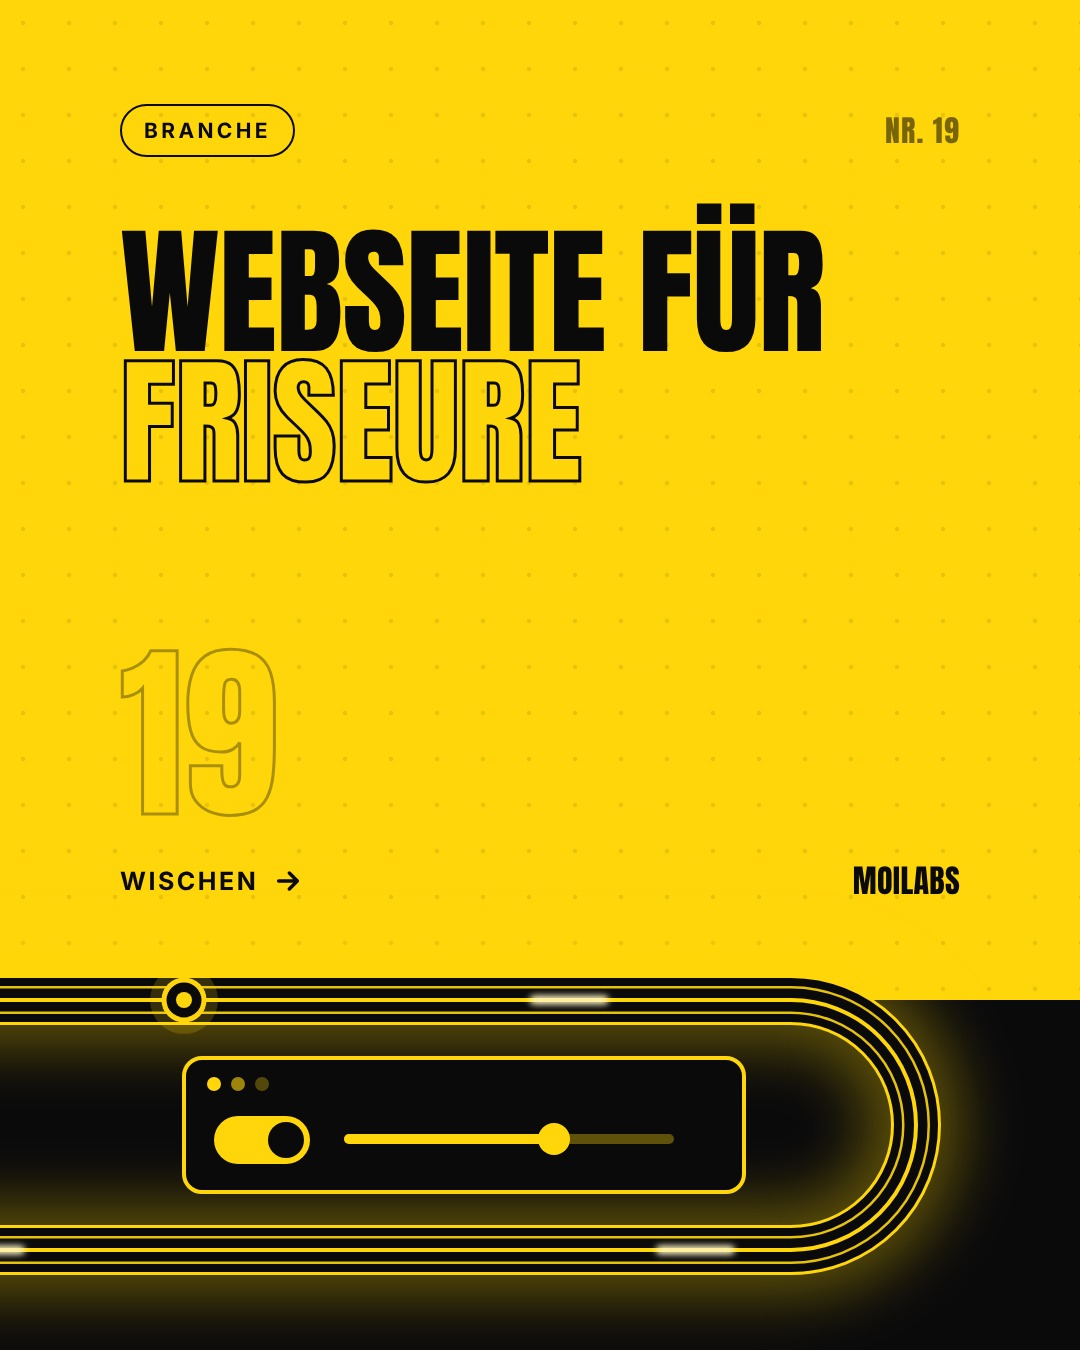 BRANCHE
NR. 19
WEBSEITE FÜR
FRISEURE
19
WISCHEN →
MOILABS